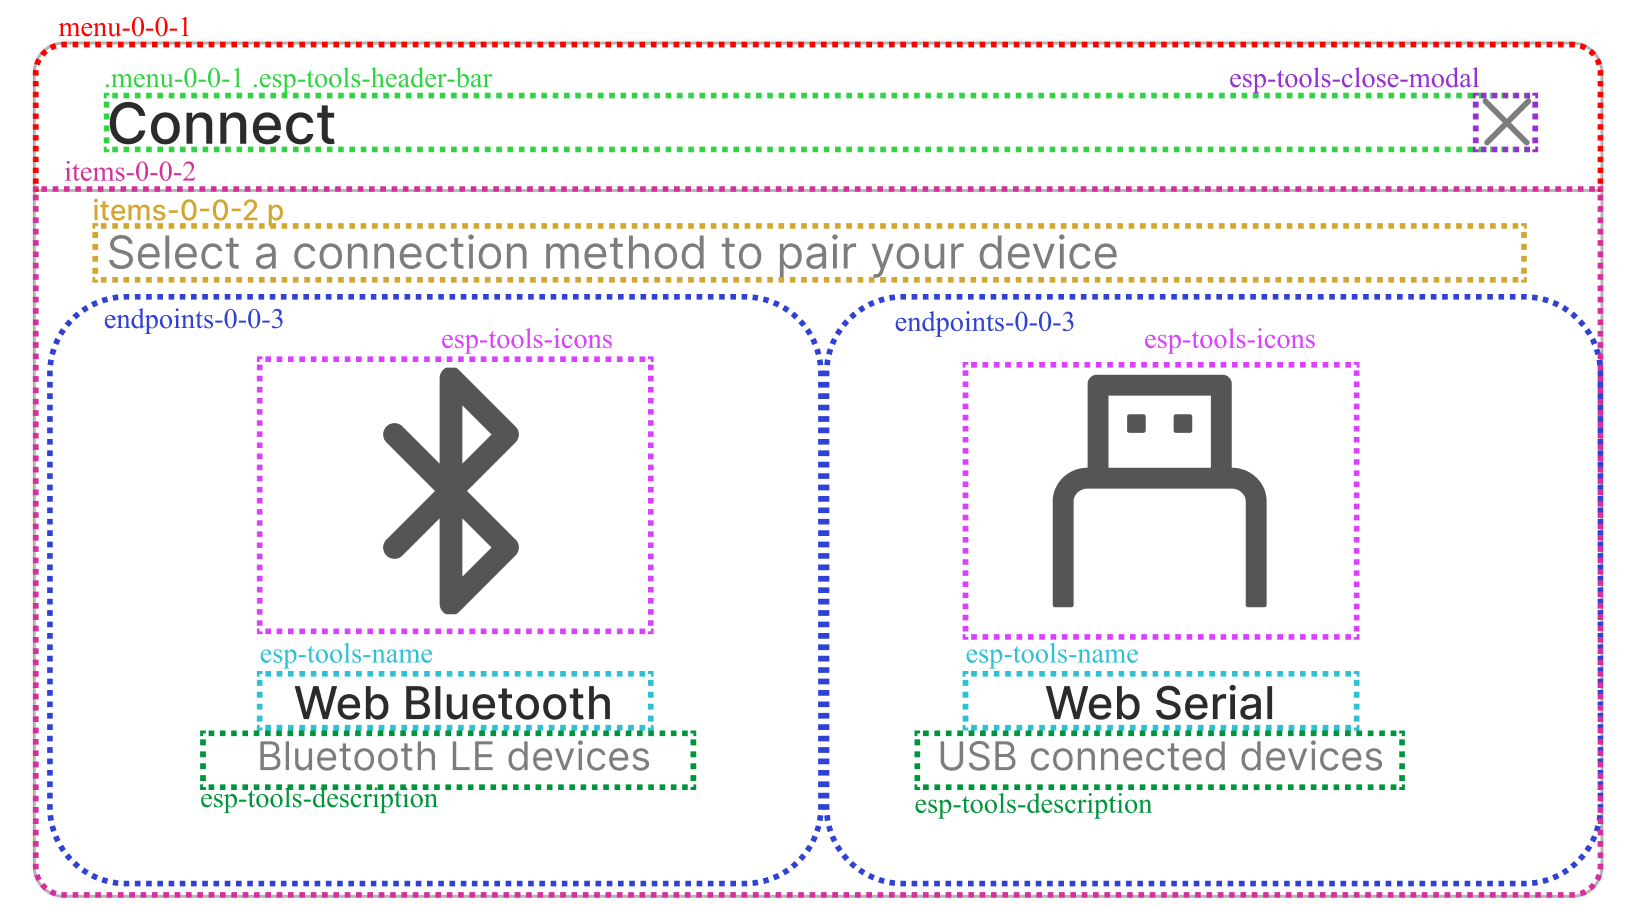 menu-0-0-1
.menu-0-0-1 .esp-tools-header-bar
esp-tools-close-modal
Connect
items-0-0-2
items-0-0-2 p
Select a connection method to pair your device
endpoints-0-0-3
esp-tools-icons
esp-tools-name
Web Bluetooth
Bluetooth LE devices
esp-tools-description
endpoints-0-0-3
esp-tools-icons
esp-tools-name
Web Serial
USB connected devices
esp-tools-description